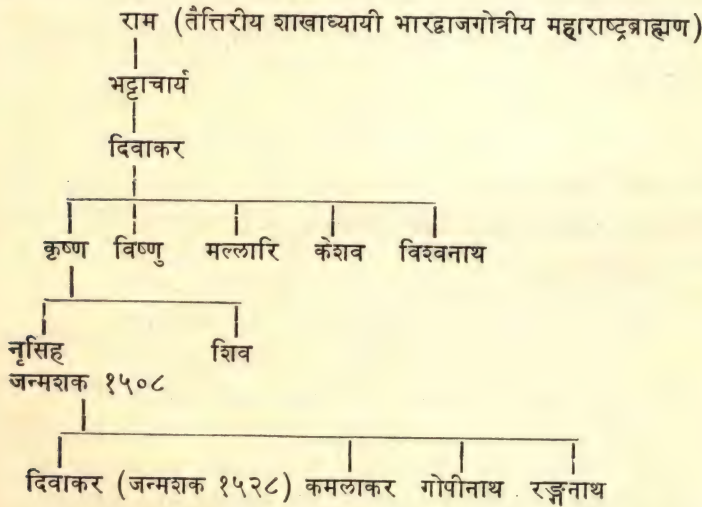 राम (तैत्तिरीय शाखाध्यायी भारद्वाजगोत्रीय महाराष्ट्रब्राह्मण)
भट्टाचार्य
दिवाकर
कृष्ण विष्णु मल्लारि केशव विश्वनाथ
नृसिंह शिव
जन्मशक १५०८
दिवाकर (जन्मशक १५२८) कमलाकर गोपीनाथ रङ्गनाथ